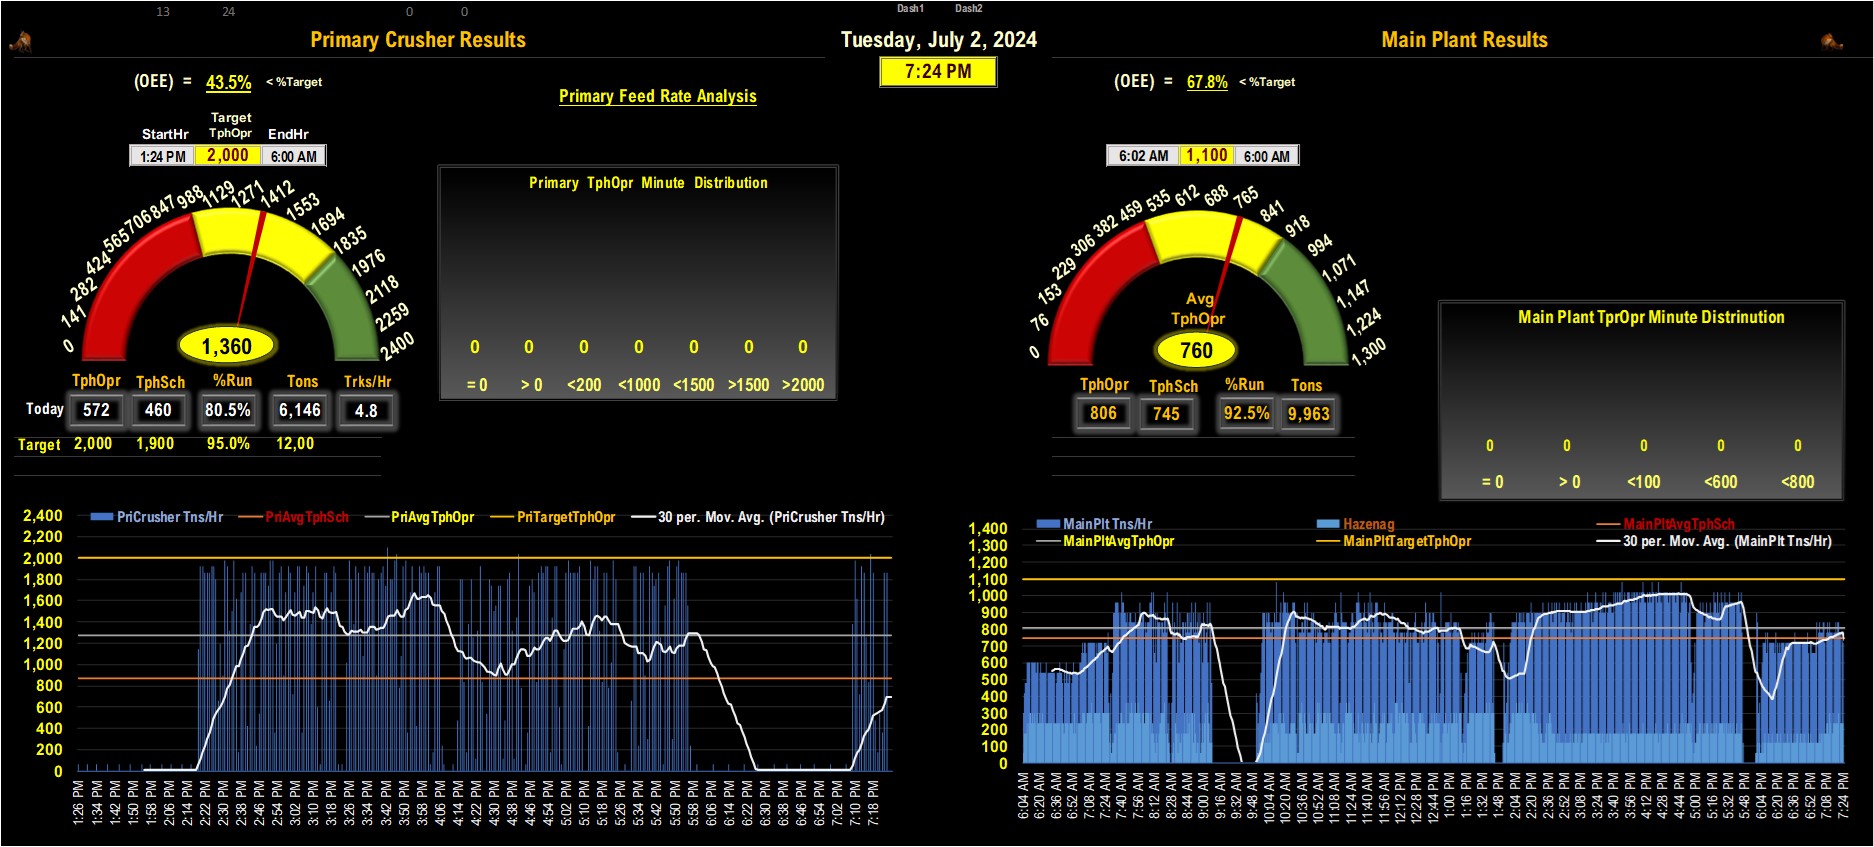 13 24 0 0 Dash1 Dash2
Primary Crusher Results
Tuesday, July 2, 2024
Main Plant Results
7:24 PM
(OEE) = 43.5% < %Target
Primary Feed Rate Analysis
(OEE) = 67.8% < %Target
Target
StartHr TphOpr EndHr
1:24 PM 2,000 6:00 AM
6:02 AM 1,100 6:00 AM
0 141 282 424 565 706 847 988 1129 1271 1412 1553 1694 1835 1976 2118 2259 2400
1,360
Primary TphOpr Minute Distribution
0 0 0 0 0 0 0
= 0 > 0 <200 <1000 <1500 >1500 >2000
0 76 153 229 306 382 459 535 612 688 765 841 918 994 1,071 1,147 1,224 1,300
Avg
TphOpr
760
Main Plant TprOpr Minute Distrinution
0 0 0 0 0
= 0 > 0 <100 <600 <800
TphOpr TphSch %Run Tons Trks/Hr
Today 572 460 80.5% 6,146 4.8
Target 2,000 1,900 95.0% 12,00
TphOpr TphSch %Run Tons
806 745 92.5% 9,963
PriCrusher Tns/Hr PriAvgTphSch PriAvgTphOpr PriTargetTphOpr 30 per. Mov. Avg. (PriCrusher Tns/Hr)
2,400
2,200
2,000
1,800
1,600
1,400
1,200
1,000
800
600
400
200
0
1:26 PM 1:34 PM 1:42 PM 1:50 PM 1:58 PM 2:06 PM 2:14 PM 2:22 PM 2:30 PM 2:38 PM 2:46 PM 2:54 PM 3:02 PM 3:10 PM 3:18 PM 3:26 PM 3:34 PM 3:42 PM 3:50 PM 3:58 PM 4:06 PM 4:14 PM 4:22 PM 4:30 PM 4:38 PM 4:46 PM 4:54 PM 5:02 PM 5:10 PM 5:18 PM 5:26 PM 5:34 PM 5:42 PM 5:50 PM 5:58 PM 6:06 PM 6:14 PM 6:22 PM 6:30 PM 6:38 PM 6:46 PM 6:54 PM 7:02 PM 7:10 PM 7:18 PM
MainPlt Tns/Hr Hazenag MainPltAvgTphSch
MainPltAvgTphOpr MainPltTargetTphOpr 30 per. Mov. Avg. (MainPlt Tns/Hr)
1,400
1,300
1,200
1,100
1,000
900
800
700
600
500
400
300
200
100
0
6:04 AM 6:20 AM 6:36 AM 6:52 AM 7:08 AM 7:24 AM 7:40 AM 7:56 AM 8:12 AM 8:28 AM 8:44 AM 9:00 AM 9:16 AM 9:32 AM 9:48 AM 10:04 AM 10:20 AM 10:36 AM 10:52 AM 11:08 AM 11:24 AM 11:40 AM 11:56 AM 12:12 PM 12:28 PM 12:44 PM 1:00 PM 1:16 PM 1:32 PM 1:48 PM 2:04 PM 2:20 PM 2:36 PM 2:52 PM 3:08 PM 3:24 PM 3:40 PM 3:56 PM 4:12 PM 4:28 PM 4:44 PM 5:00 PM 5:16 PM 5:32 PM 5:48 PM 6:04 PM 6:20 PM 6:36 PM 6:52 PM 7:08 PM 7:24 PM